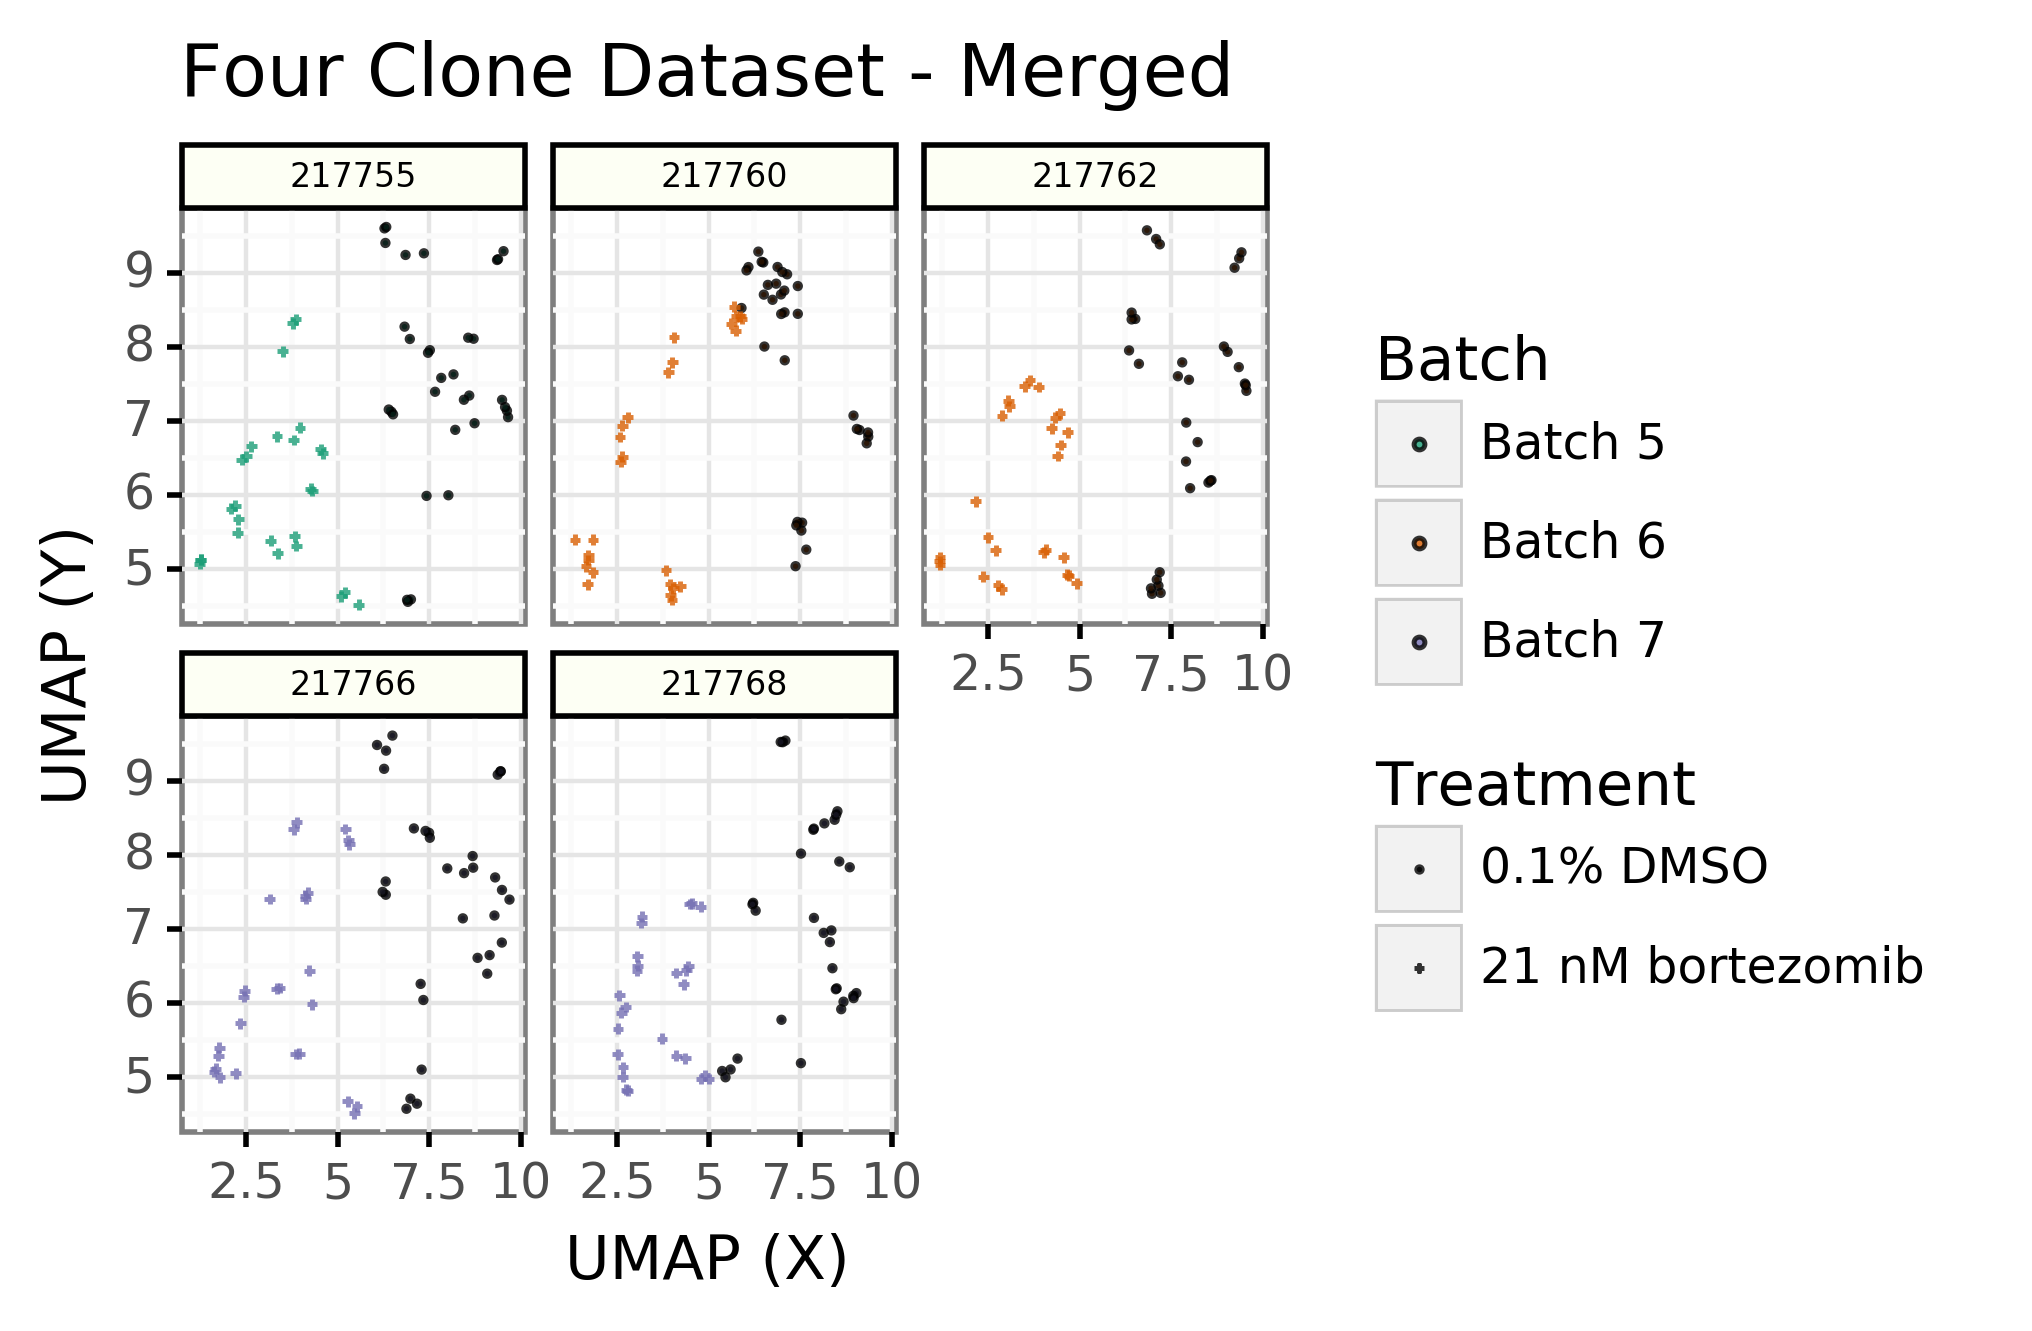 Four Clone Dataset - Merged
217755
217760
217762
9
8
7
6
5
2.5 5 7.5 10
217766
217768
9
8
7
6
5
2.5 5 7.5 10
2.5 5 7.5 10
UMAP (X)
UMAP (Y)
Batch
Batch 5
Batch 6
Batch 7
Treatment
0.1% DMSO
21 nM bortezomib